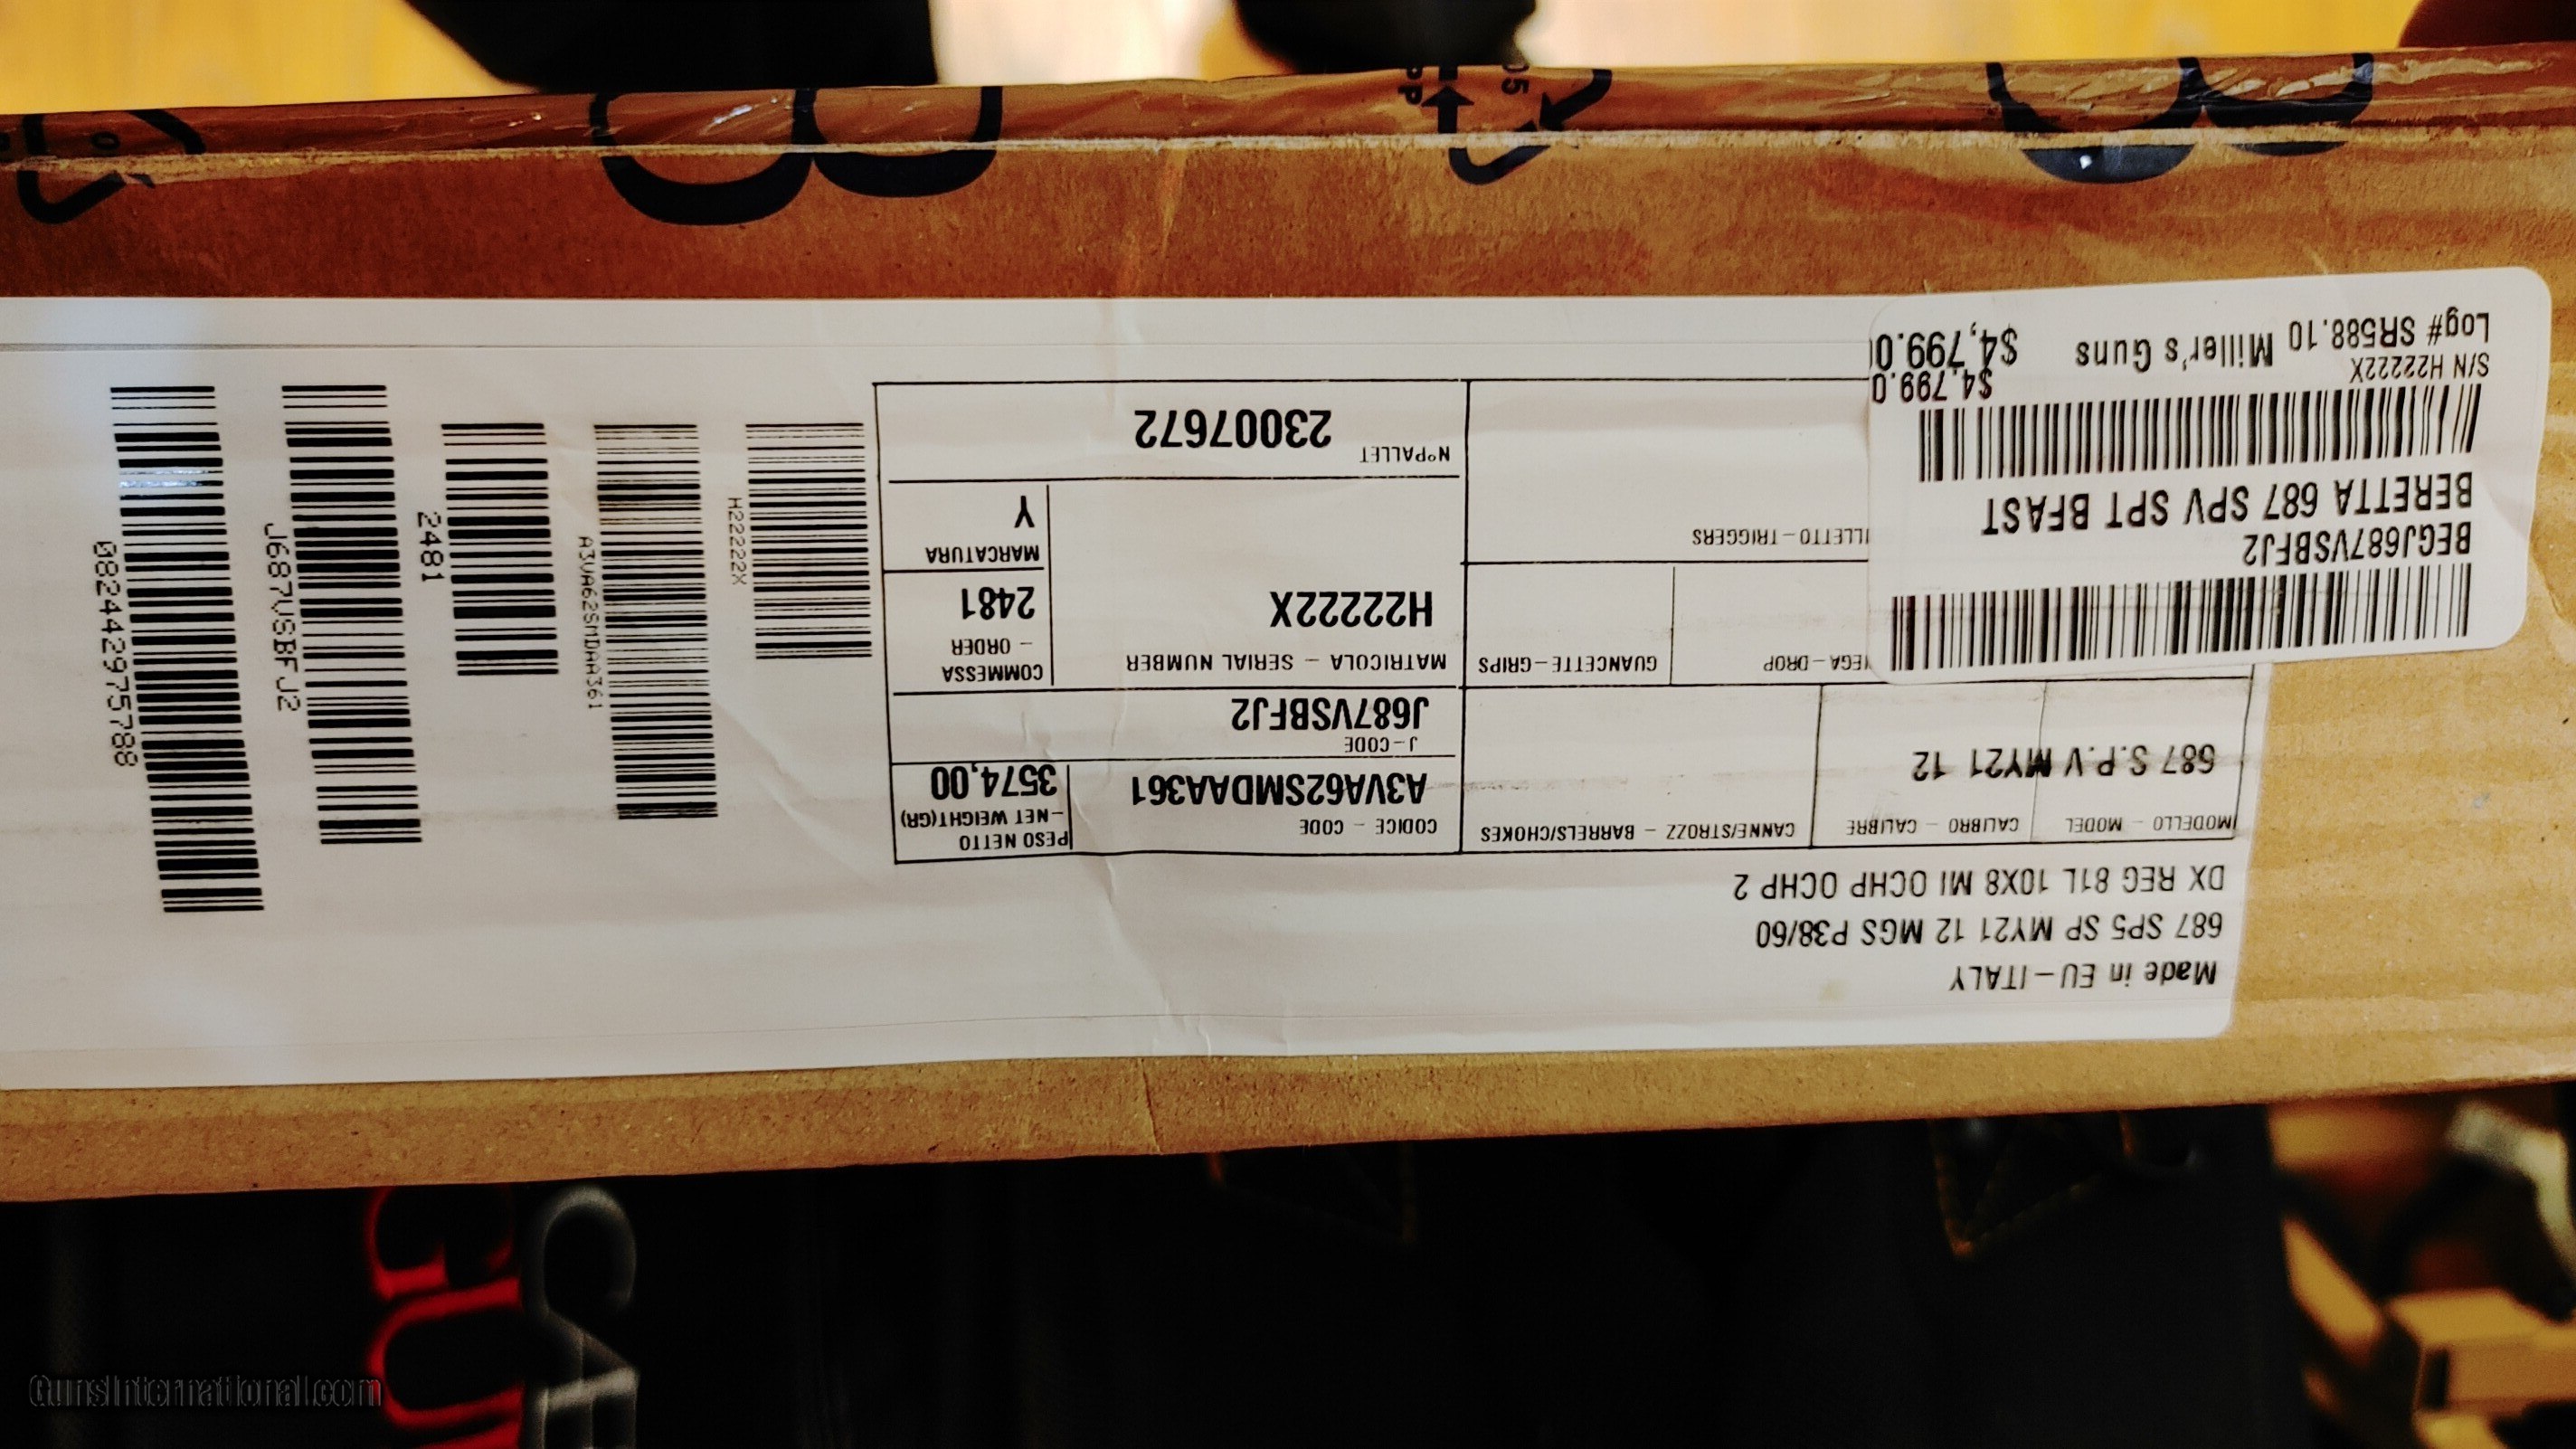 Made in EU-ITALY
687 SP5 SP MY21 12 MGS P38/60
DX REG 81L 10X8 MI OCHP OCHP 2
MODELLO - MODEL
CALIBRO - CALIBRE
CANNE/STROZZ - BARRELS/CHOKES
687 S.P.V MY21 12
EGA-DROP
GUANCETTE-GRIPS
LLETTO-TRIGGERS
CODICE - CODE
A3VA62SMDAA361
PESO NETTO
-NET WEIGHT(GR)
3574,00
J-CODE
J687VSBFJ2
MATRICOLA - SERIAL NUMBER
H22222X
COMMESSA
- ORDER
2481
MARCATURA
Y
N°PALLET
23007672
H22222X
A3VA62SMDAA361
2481
J687VSBFJ2
082442975788
BEGJ687VSBFJ2
BERETTA 687 SPV SPT BFAST
S/N H22222X
$4,799.0
Log# SR588.10 Miller's Guns
$4,799.0
GunsInternational.com